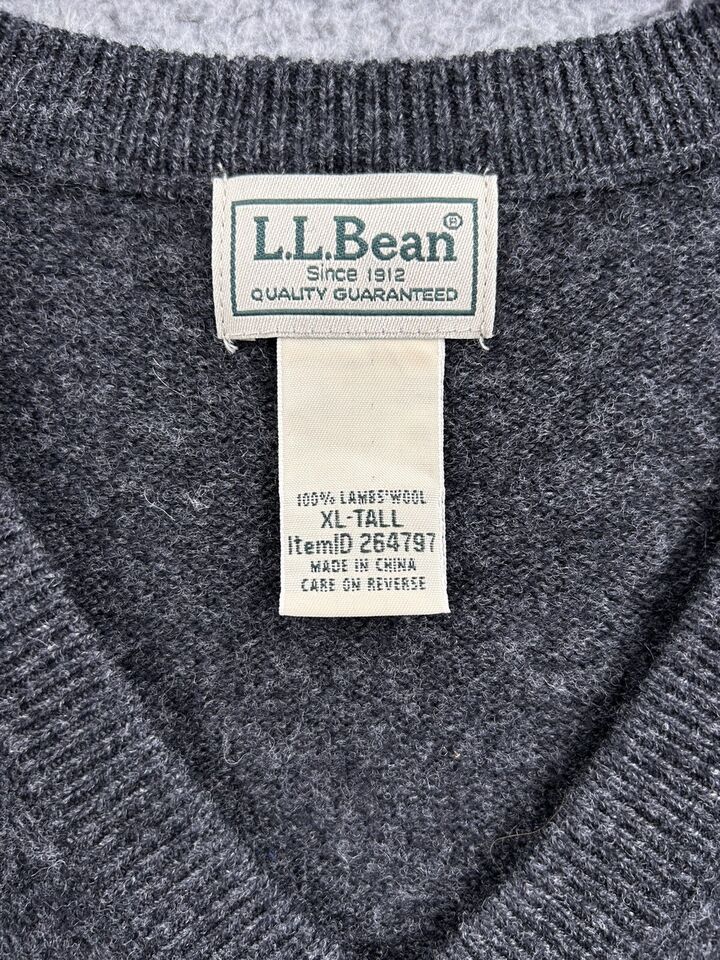 L.L.Bean®
Since 1912
QUALITY GUARANTEED
100% LAMBS'WOOL
XL-TALL
ItemID 264797
MADE IN CHINA
CARE ON REVERSE